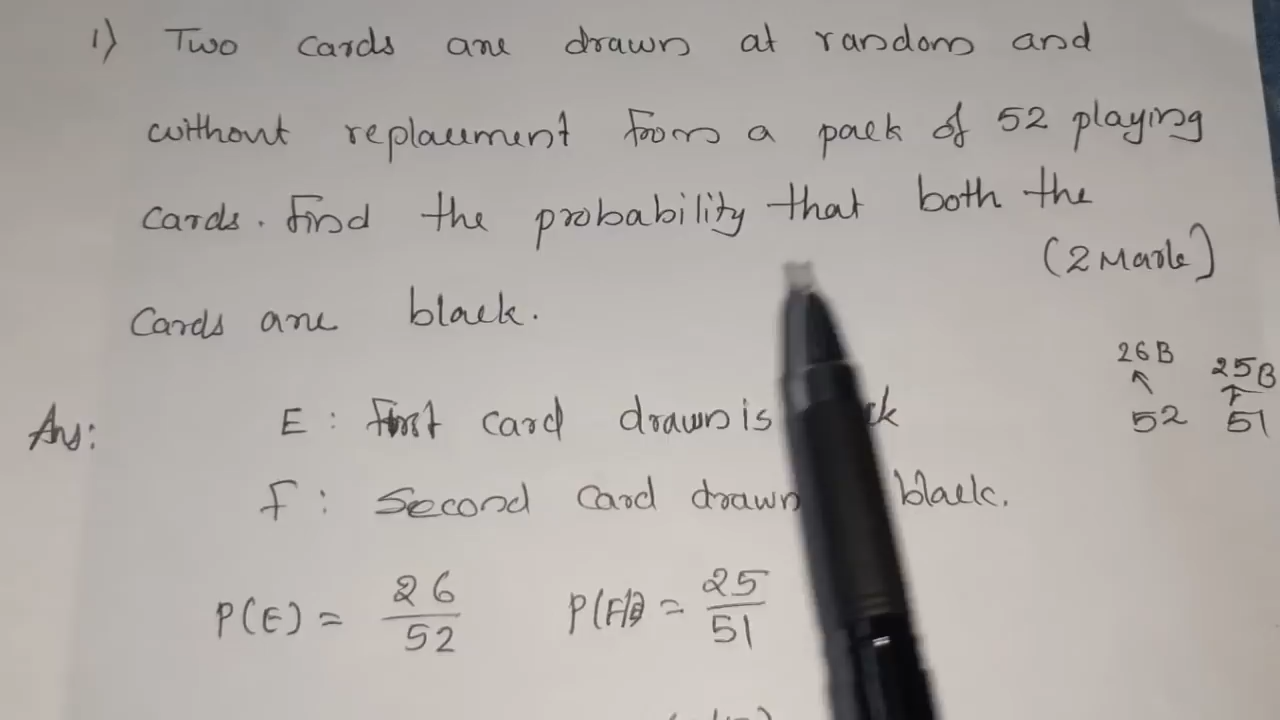 1) Two cards are drawn at random and
without replacement from a pack of 52 playing
cards. Find the probability that both the
(2 Mark)
Cards are black.
26B 25B
52 51
Ans: E : First card drawn is
F : Second card drawn black.
P(E) = 26/52 P(F|E) = 25/51